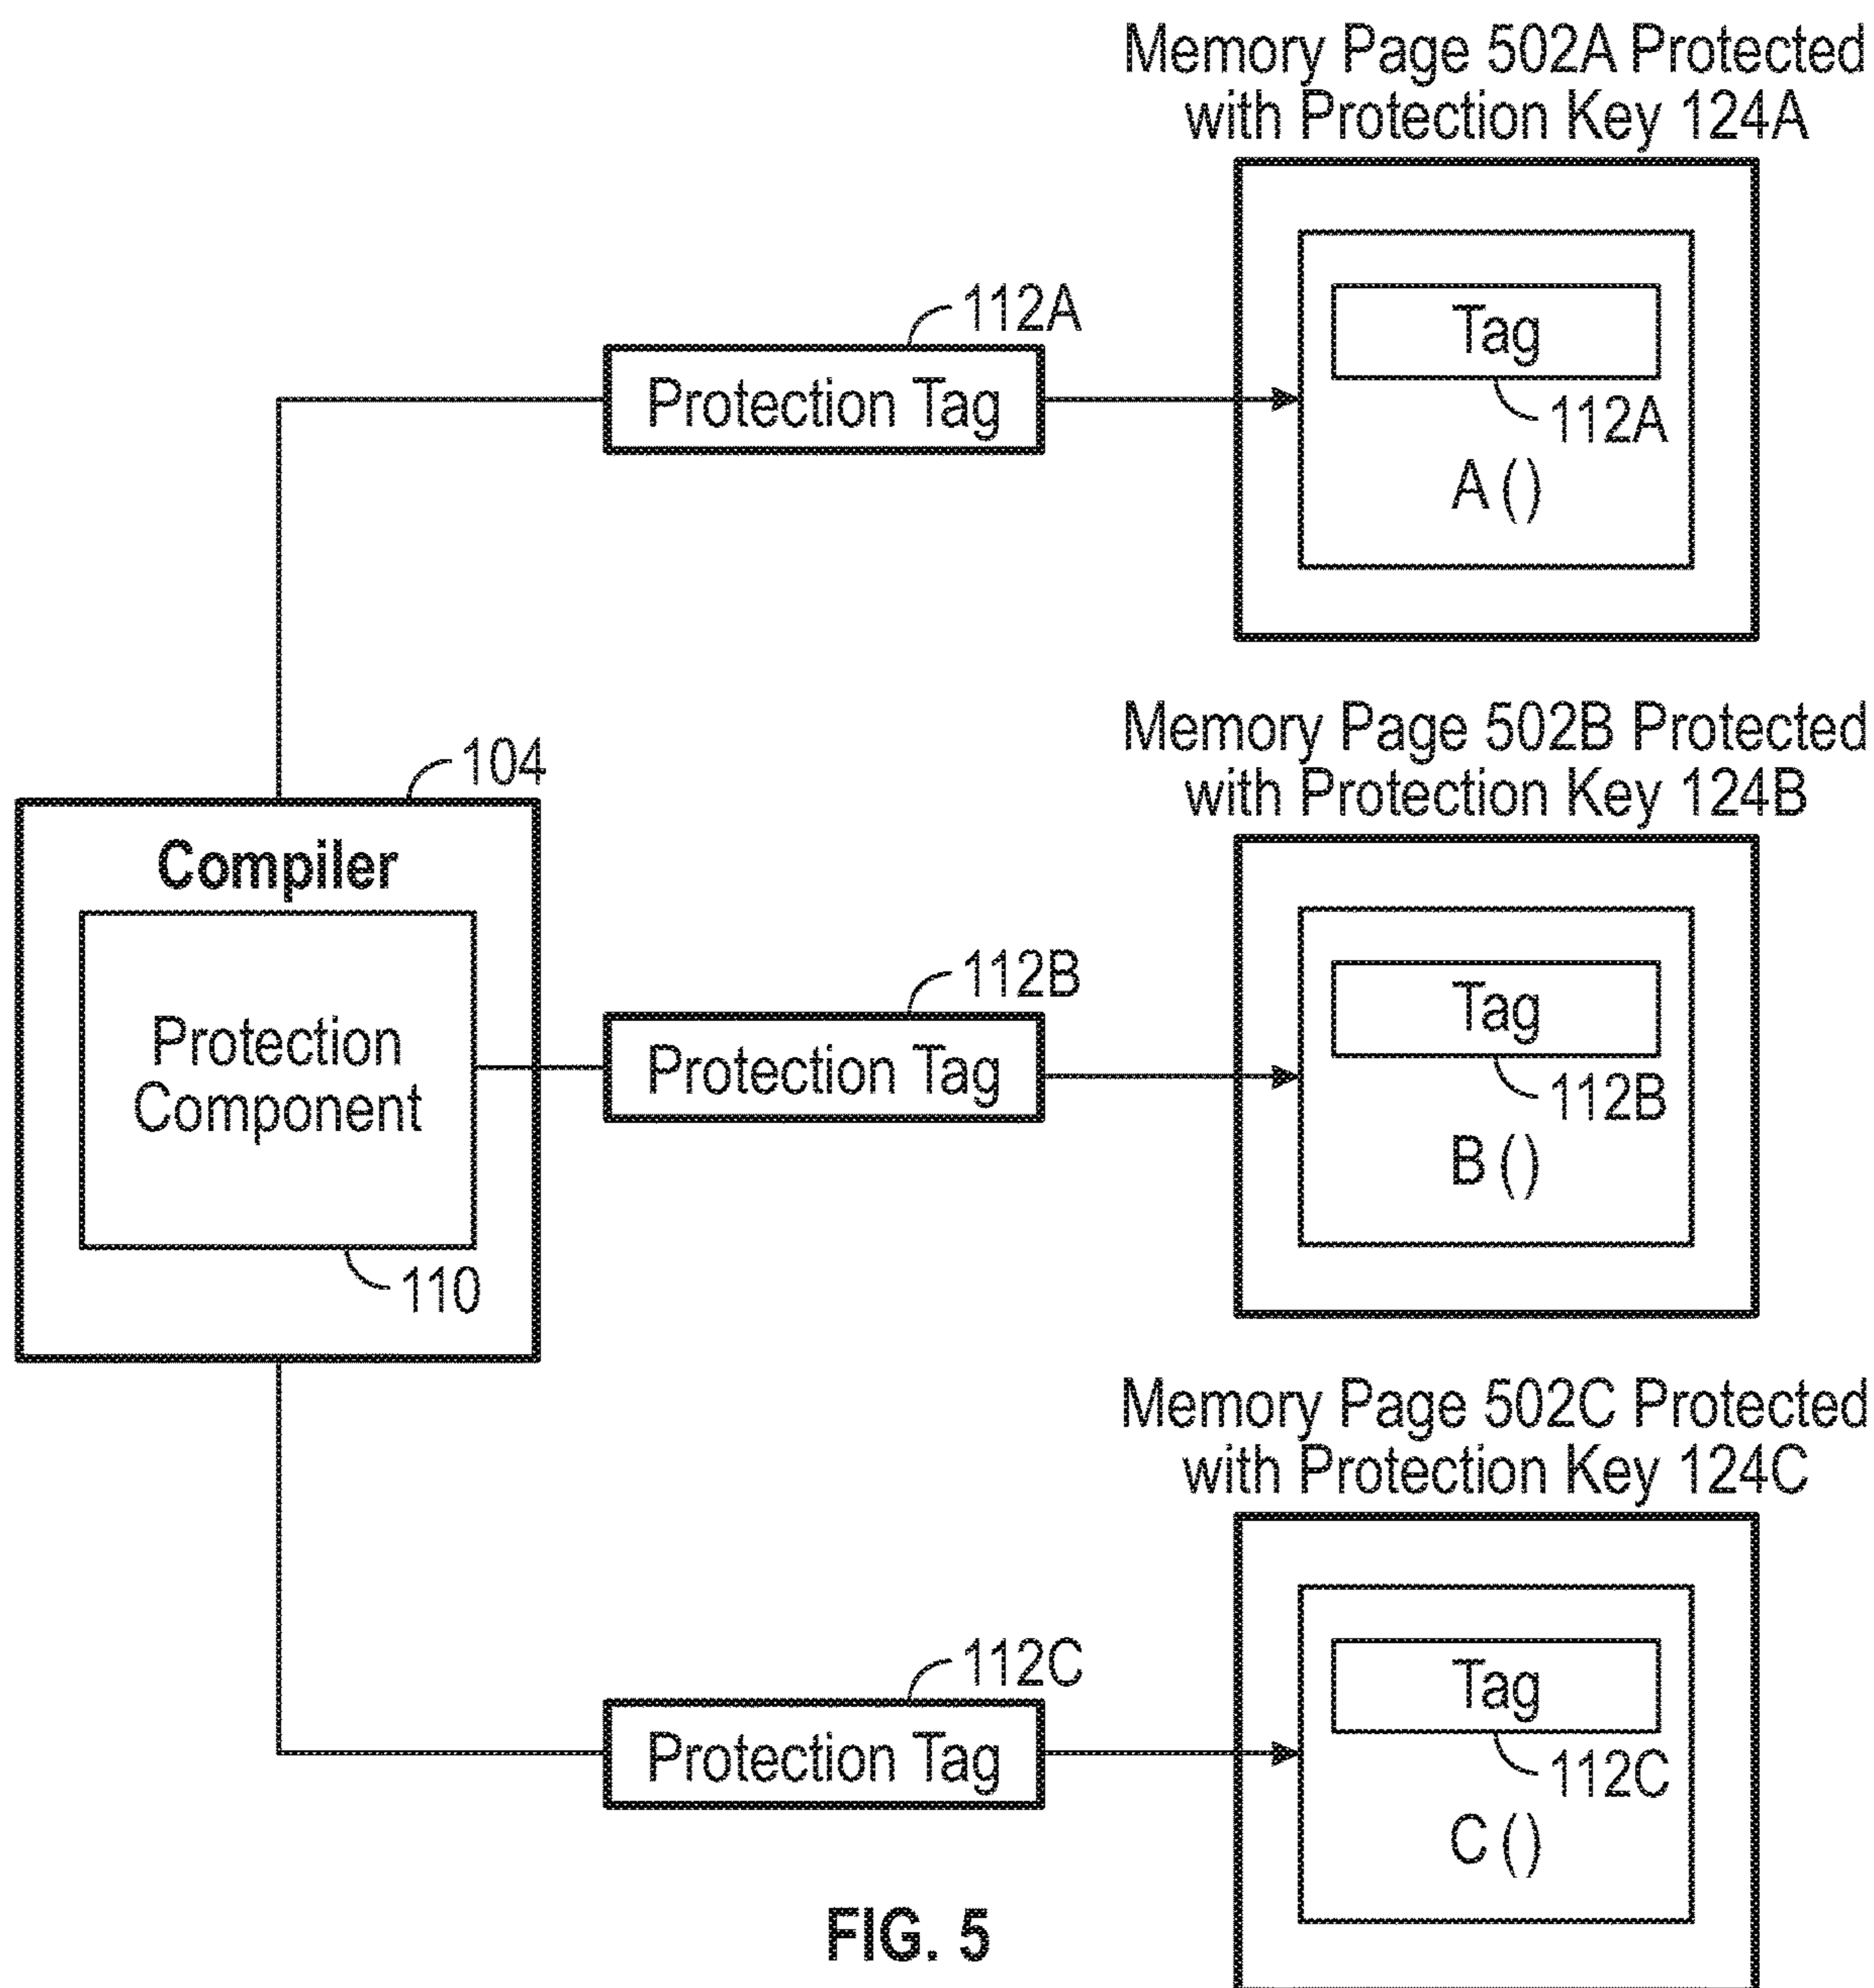 Memory Page 502A Protected
with Protection Key 124A
112A
Protection Tag
Tag
112A
A ( )
104
Compiler
Protection
Component
110
Memory Page 502B Protected
with Protection Key 124B
112B
Protection Tag
Tag
112B
B ( )
Memory Page 502C Protected
with Protection Key 124C
112C
Protection Tag
Tag
112C
C ( )
FIG. 5